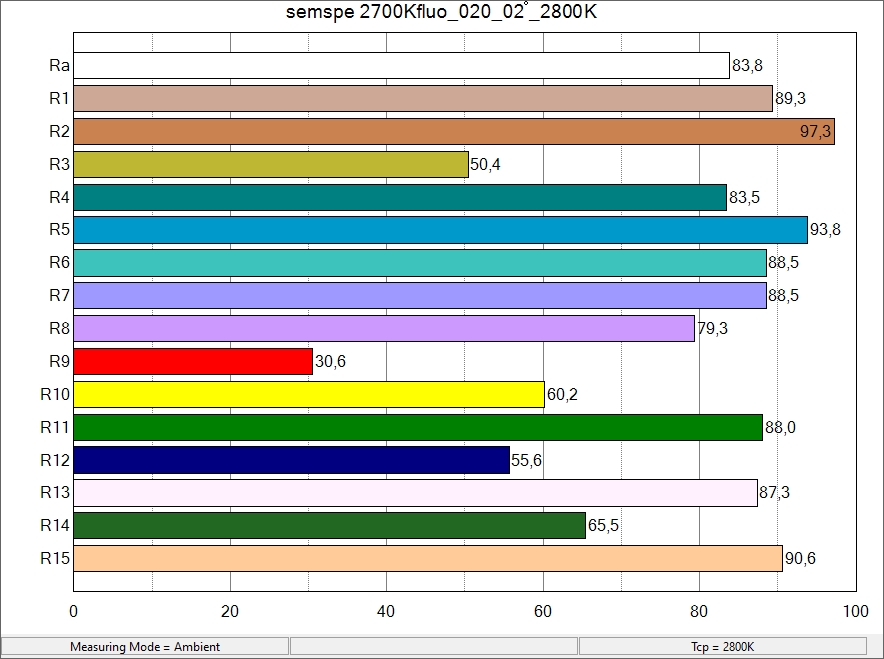 semspe 2700Kfluo_020_02°_2800K
Ra 83,8
R1 89,3
R2 97,3
R3 50,4
R4 83,5
R5 93,8
R6 88,5
R7 88,5
R8 79,3
R9 30,6
R10 60,2
R11 88,0
R12 55,6
R13 87,3
R14 65,5
R15 90,6
0 20 40 60 80 100
Measuring Mode = Ambient Tcp = 2800K